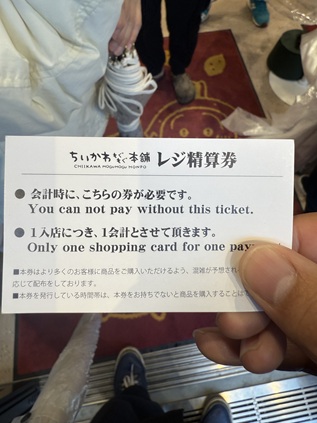 ちいかわもぐもぐ本舗 レジ精算券
CHIIKAWA MOGUMOGU HONPO
● 会計時に、こちらの券が必要です。
You can not pay without this ticket.
● 1入店につき、1会計とさせて頂きます。
Only one shopping card for one pay
■本券はより多くのお客様に商品をご購入いただけるよう、混雑が予想され
応じて配布をしております。
■本券を発行している時間帯は、本券をお持ちでないと商品を購入することは